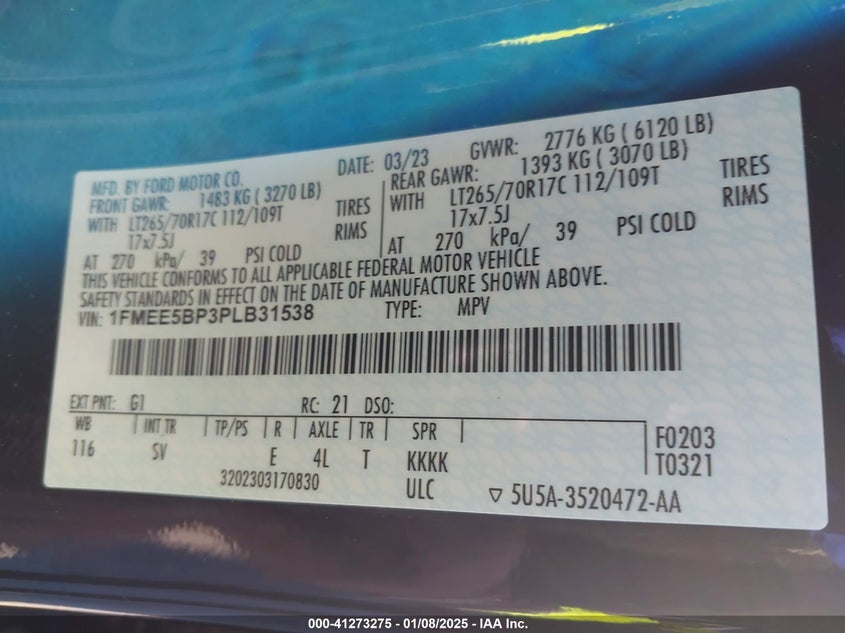 MFD. BY FORD MOTOR CO. DATE: 03/23 GVWR: 2776 KG ( 6120 LB)
FRONT GAWR: 1483 KG ( 3270 LB) REAR GAWR: 1393 KG ( 3070 LB)
WITH LT265/70R17C 112/109T TIRES WITH LT265/70R17C 112/109T TIRES
17x7.5J RIMS 17x7.5J RIMS
AT 270 kPa/ 39 PSI COLD AT 270 kPa/ 39 PSI COLD
THIS VEHICLE CONFORMS TO ALL APPLICABLE FEDERAL MOTOR VEHICLE
SAFETY STANDARDS IN EFFECT ON THE DATE OF MANUFACTURE SHOWN ABOVE.
VIN: 1FMEE5BP3PLB31538 TYPE: MPV
EXT PNT: G1 RC: 21 DSO:
WB INT TR TP/PS R AXLE TR SPR F0203
116 SV E 4L T KKKK T0321
3202303170830 ULC ▽ 5U5A-3520472-AA
000-41273275 - 01/08/2025 - IAA Inc.